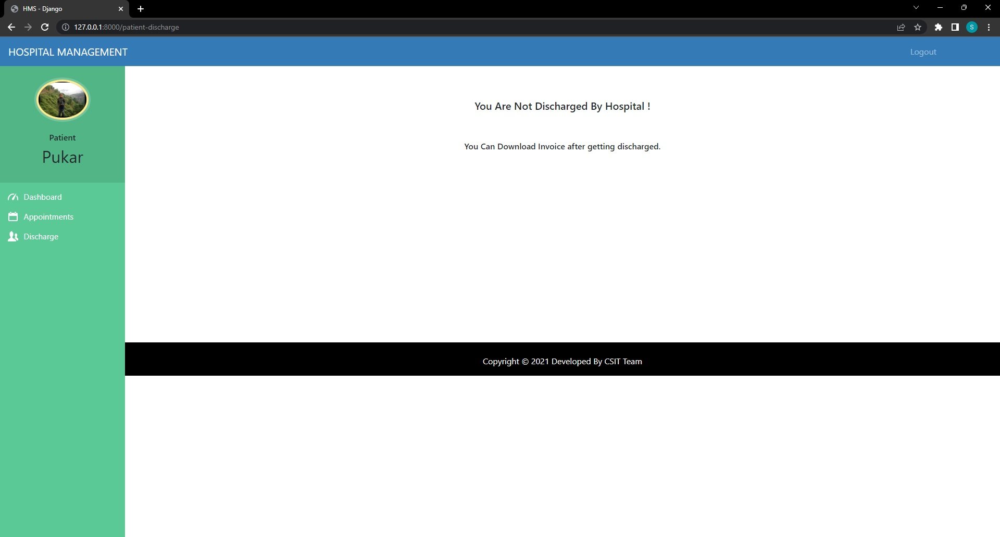 HMS - Django
127.0.0.1:8000/patient-discharge
S
HOSPITAL MANAGEMENT
Logout
Patient
Pukar
Dashboard
Appointments
Discharge
You Are Not Discharged By Hospital !
You Can Download Invoice after getting discharged.
Copyright © 2021 Developed By CSIT Team